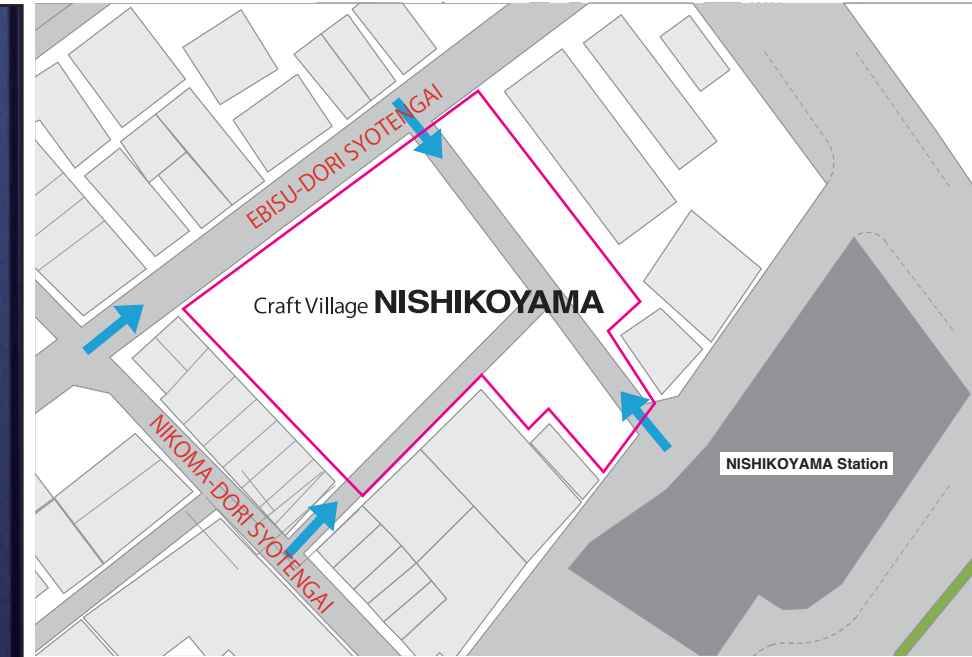 EBISU-DORI SYOTENGAI
Craft Village NISHIKOYAMA
NIKOMA-DORI SYOTENGAI
NISHIKOYAMA Station